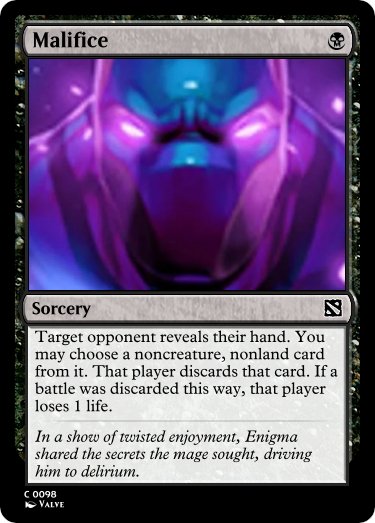 Malifice
Sorcery
Target opponent reveals their hand. You
may choose a noncreature, nonland card
from it. That player discards that card. If a
battle was discarded this way, that player
loses 1 life.
In a show of twisted enjoyment, Enigma
shared the secrets the mage sought, driving
him to delirium.
C 0098
Valve